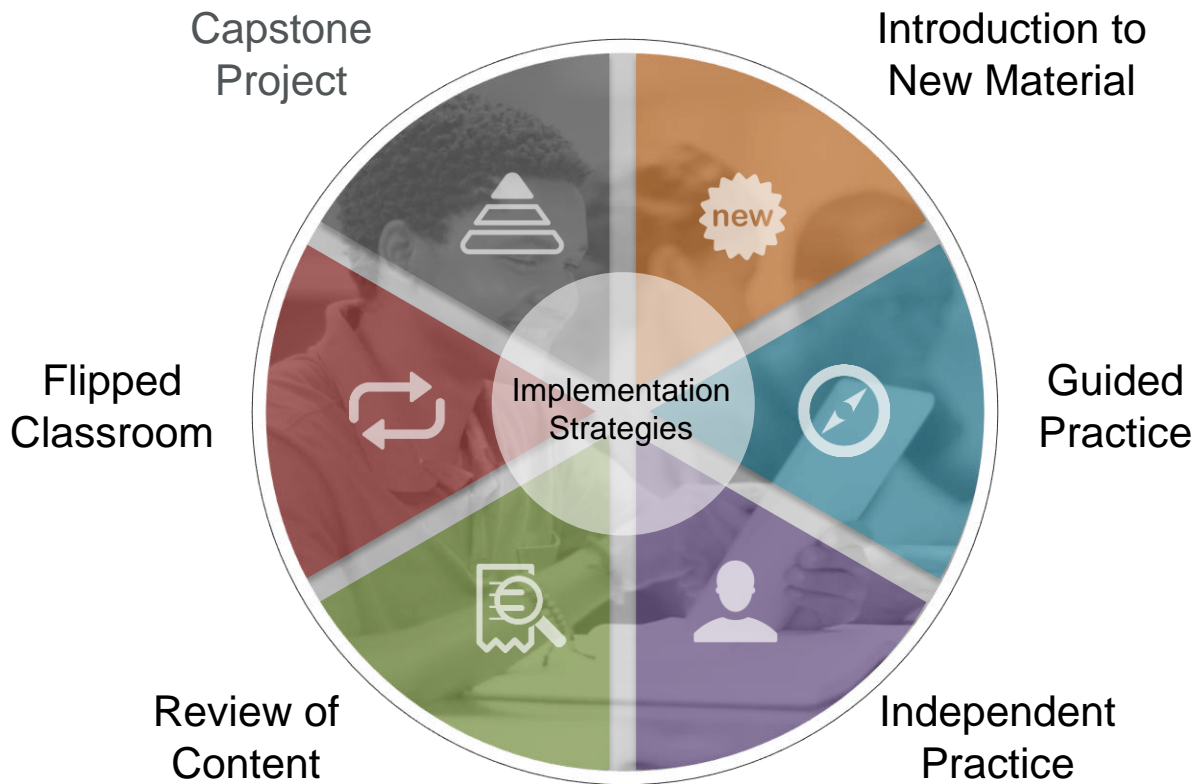 Capstone
Project
Introduction to
New Material
new
Flipped
Classroom
Implementation
Strategies
Guided
Practice
Review of
Content
Independent
Practice